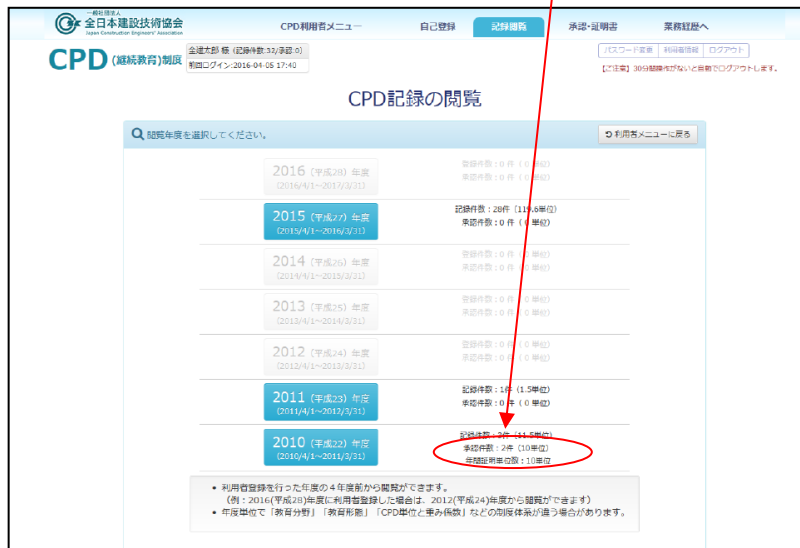 一般社団法人
全日本建設技術協会
Japan Construction Engineers' Association
CPD利用者メニュー 自己登録 記録閲覧 承認・証明書 業務経歴へ
CPD (継続教育)制度
全建太郎 様 (記録件数:32/承認:0)
前回ログイン:2016-04-05 17:40
パスワード変更 利用者情報 ログアウト
【ご注意】30分間操作がないと自動でログアウトします。
CPD記録の閲覧
閲覧年度を選択してください。
利用者メニューに戻る
2016 (平成28) 年度
(2016/4/1~2017/3/31)
登録件数:0 件 ( 0 単位)
承認件数:0 件 ( 0 単位)
2015 (平成27) 年度
(2015/4/1~2016/3/31)
記録件数:28件 (119.6単位)
承認件数:0 件 ( 0 単位)
2014 (平成26) 年度
(2014/4/1~2015/3/31)
登録件数:0 件 ( 0 単位)
承認件数:0 件 ( 0 単位)
2013 (平成25) 年度
(2013/4/1~2014/3/31)
登録件数:0 件 ( 0 単位)
承認件数:0 件 ( 0 単位)
2012 (平成24) 年度
(2012/4/1~2013/3/31)
登録件数:0 件 ( 0 単位)
承認件数:0 件 ( 0 単位)
2011 (平成23) 年度
(2011/4/1~2012/3/31)
記録件数:1件 (1.5単位)
承認件数:0 件 ( 0 単位)
2010 (平成22) 年度
(2010/4/1~2011/3/31)
記録件数:3件 (11.5単位)
承認件数:2件 (10単位)
年間証明単位数:10単位
• 利用者登録を行った年度の4年度前から閲覧ができます。
(例:2016(平成28)年度に利用者登録した場合は、2012(平成24)年度から閲覧ができます)
• 年度単位で「教育分野」「教育形態」「CPD単位と重み係数」などの制度体系が違う場合があります。